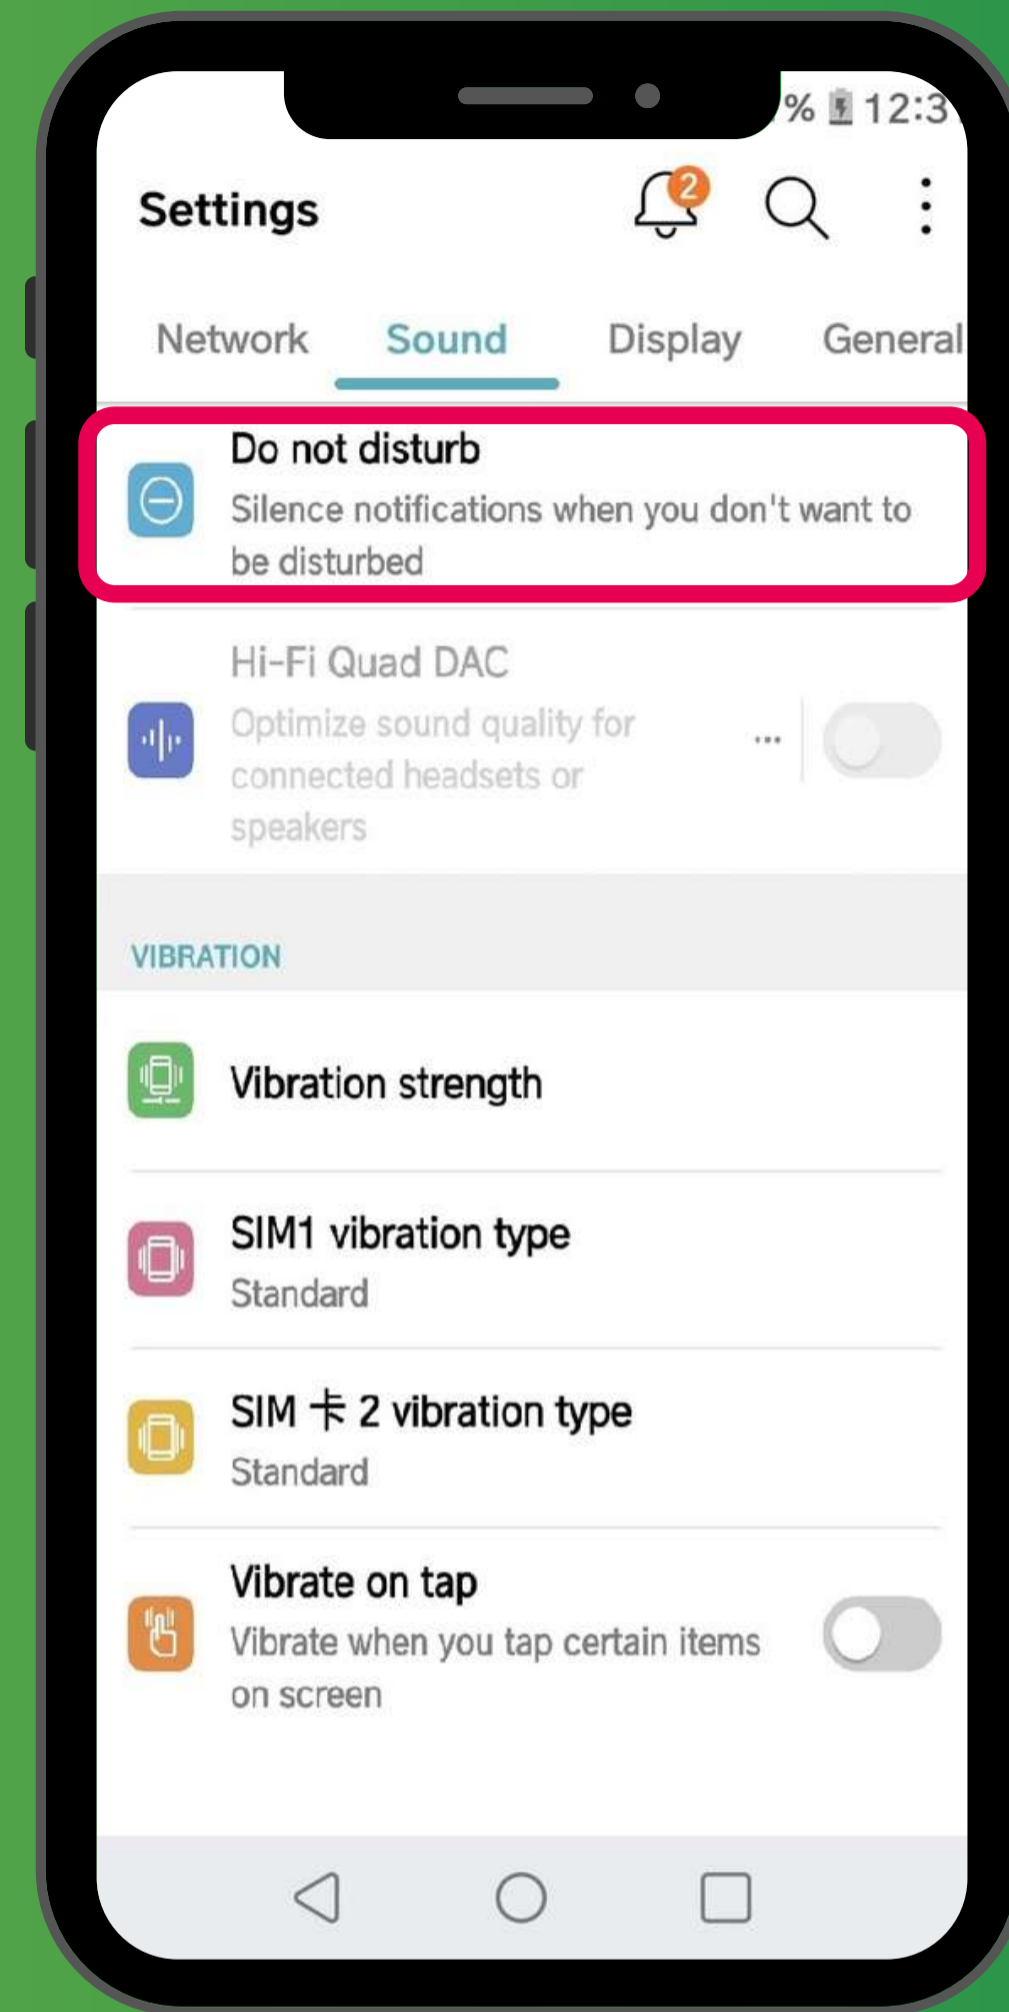 % 12:3
Settings
2
Network Sound Display General
Do not disturb
Silence notifications when you don't want to
be disturbed
Hi-Fi Quad DAC
Optimize sound quality for
connected headsets or
speakers
...
VIBRATION
Vibration strength
SIM1 vibration type
Standard
SIM 卡 2 vibration type
Standard
Vibrate on tap
Vibrate when you tap certain items
on screen